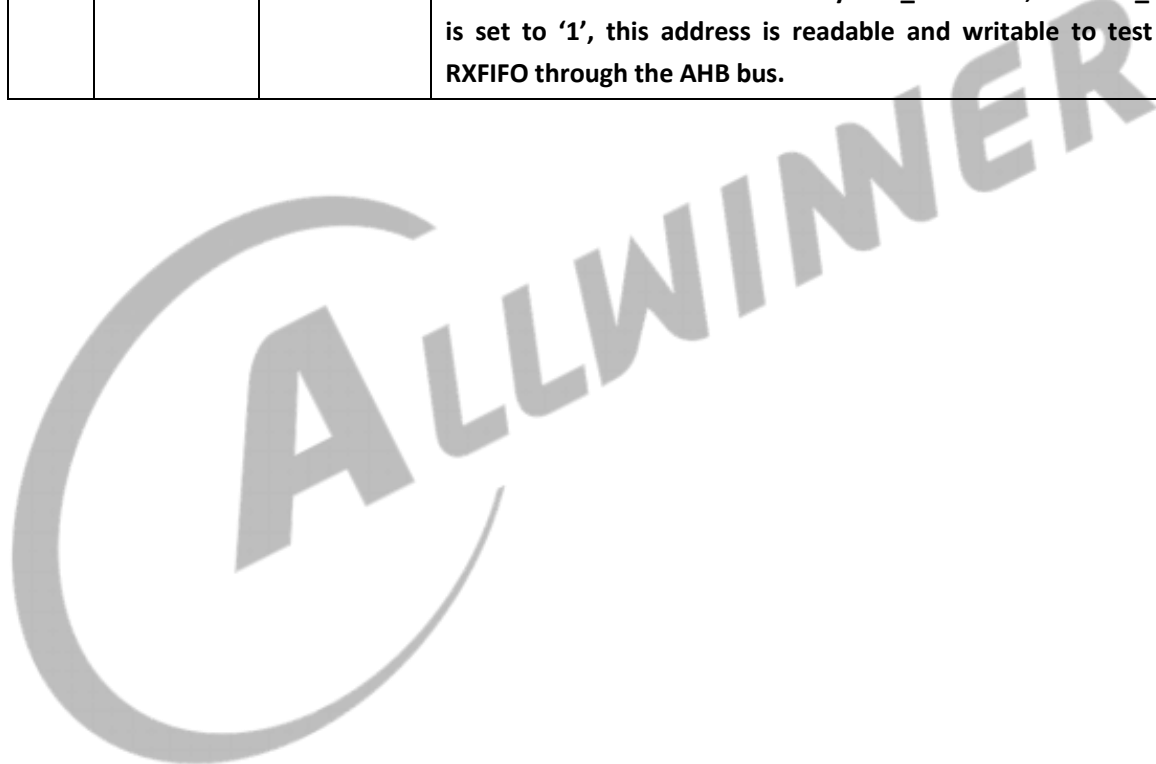 is set to ‘1’, this address is readable and writable to test
RXFIFO through the AHB bus.
ALLWINNER